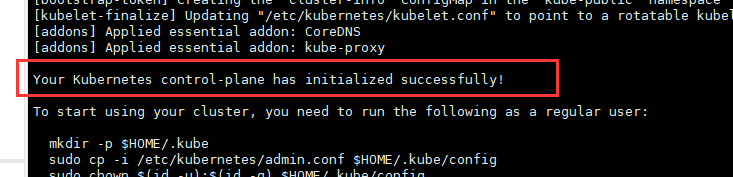 [bootstrap-token] Creating the "cluster-info" ConfigMap in the "kube-public" namespace
[kubelet-finalize] Updating "/etc/kubernetes/kubelet.conf" to point to a rotatable kubel
[addons] Applied essential addon: CoreDNS
[addons] Applied essential addon: kube-proxy
Your Kubernetes control-plane has initialized successfully!
To start using your cluster, you need to run the following as a regular user:
mkdir -p $HOME/.kube
sudo cp -i /etc/kubernetes/admin.conf $HOME/.kube/config
sudo chown $(id -u):$(id -g) $HOME/.kube/config